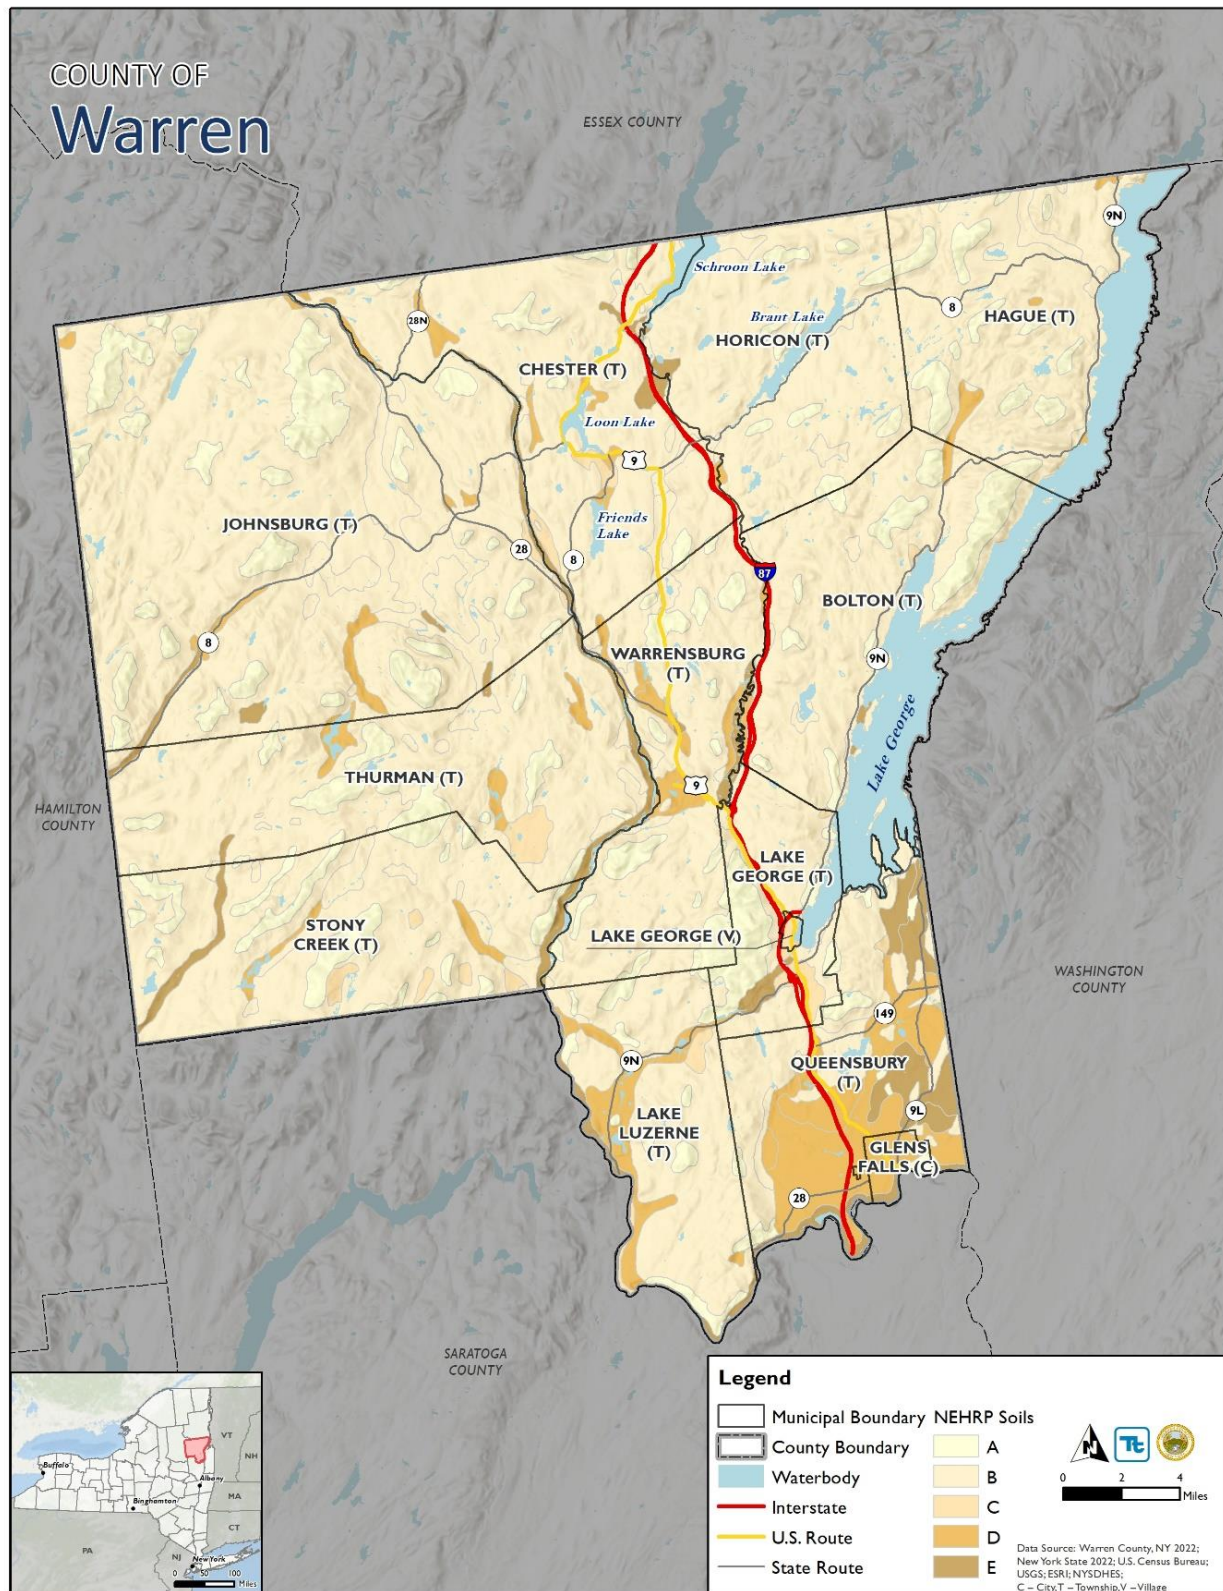 COUNTY OF
Warren
ESSEX COUNTY
9N
Schroon Lake
8
HAGUE (T)
Brant Lake
HORICON (T)
28N
CHESTER (T)
Loon Lake
9
JOHNSBURG (T)
Friends
Lake
28
8
87
BOLTON (T)
8
WARRENSBURG
(T)
9N
Lake George
THURMAN (T)
9
HAMILTON
COUNTY
LAKE
GEORGE (T)
STONY
CREEK (T)
LAKE GEORGE (V)
WASHINGTON
COUNTY
149
9N
QUEENSBURY
(T)
9L
LAKE
LUZERNE
(T)
GLENS
FALLS (C)
28
SARATOGA
COUNTY
Legend
Municipal Boundary
County Boundary
Waterbody
Interstate
U.S. Route
State Route
NEHRP Soils
A
B
C
D
E
N
Tt
0 2 4
Miles
Data Source: Warren County, NY 2022;
New York State 2022; U.S. Census Bureau;
USGS; ESRI; NYSDHES;
C – City, T – Township, V – Village
VT
NH
Buffalo
Albany
Binghamton
MA
CT
PA
NJ
New York
0 50 100
Miles